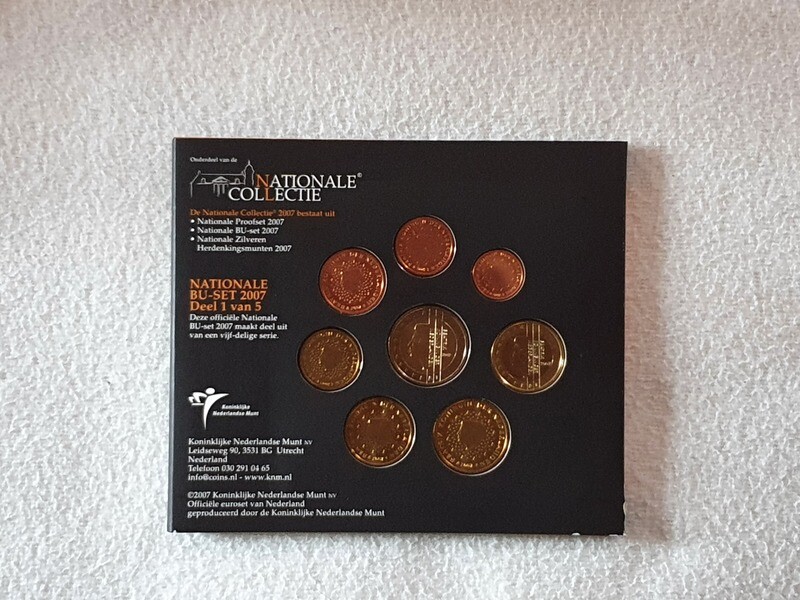 Onderdeel van de
NATIONALE®
COLLECTIE
De Nationale Collectie® 2007 bestaat uit
• Nationale Proofset 2007
• Nationale BU-set 2007
• Nationale Zilveren
Herdenkingsmunten 2007
NATIONALE
BU-SET 2007
Deel 1 van 5
Deze officiële Nationale
BU-set 2007 maakt deel uit
van een vijf-delige serie.
Koninklijke
Nederlandse Munt
Koninklijke Nederlandse Munt NV
Leidseweg 90, 3531 BG Utrecht
Nederland
Telefoon 030 291 04 65
info@coins.nl - www.knm.nl
©2007 Koninklijke Nederlandse Munt NV
Officiële euroset van Nederland
geproduceerd door de Koninklijke Nederlandse Munt